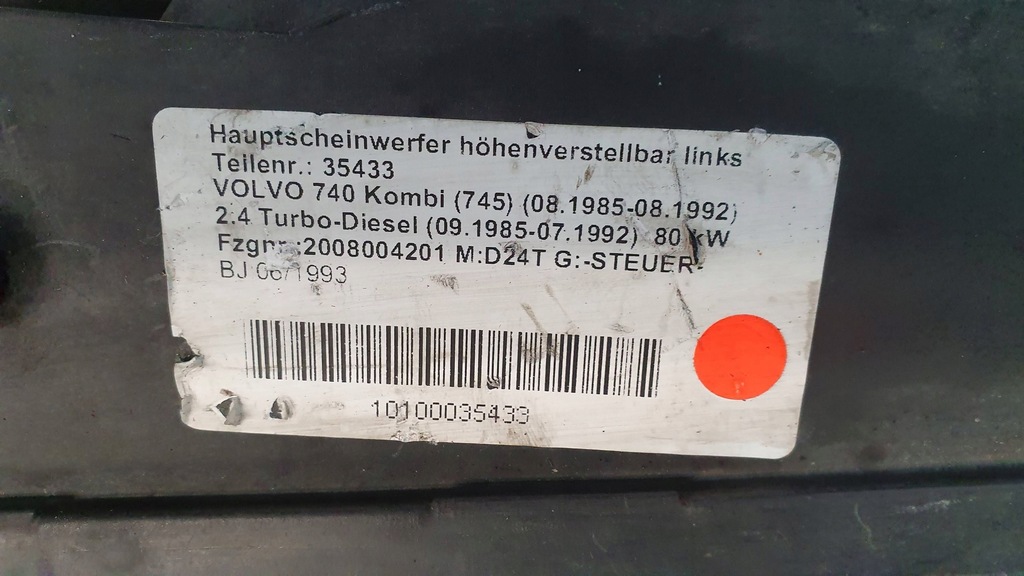 Hauptscheinwerfer höhenverstellbar links
Teilenr.: 35433
VOLVO 740 Kombi (745) (08.1985-08.1992)
2.4 Turbo-Diesel (09.1985-07.1992) 80 kW
Fzgnr.:2008004201 M:D24T G:-STEUER-
BJ 06/1993
10100035433